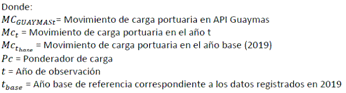 Donde:
MC_GUAYMASt= Movimiento de carga portuaria en API Guaymas
Mc_t = Movimiento de carga portuaria en el año t
Mc_t_base = Movimiento de carga portuaria en el año base (2019)
Pc = Ponderador de carga
t = Año de observación
t_base = Año base de referencia correspondiente a los datos registrados en 2019